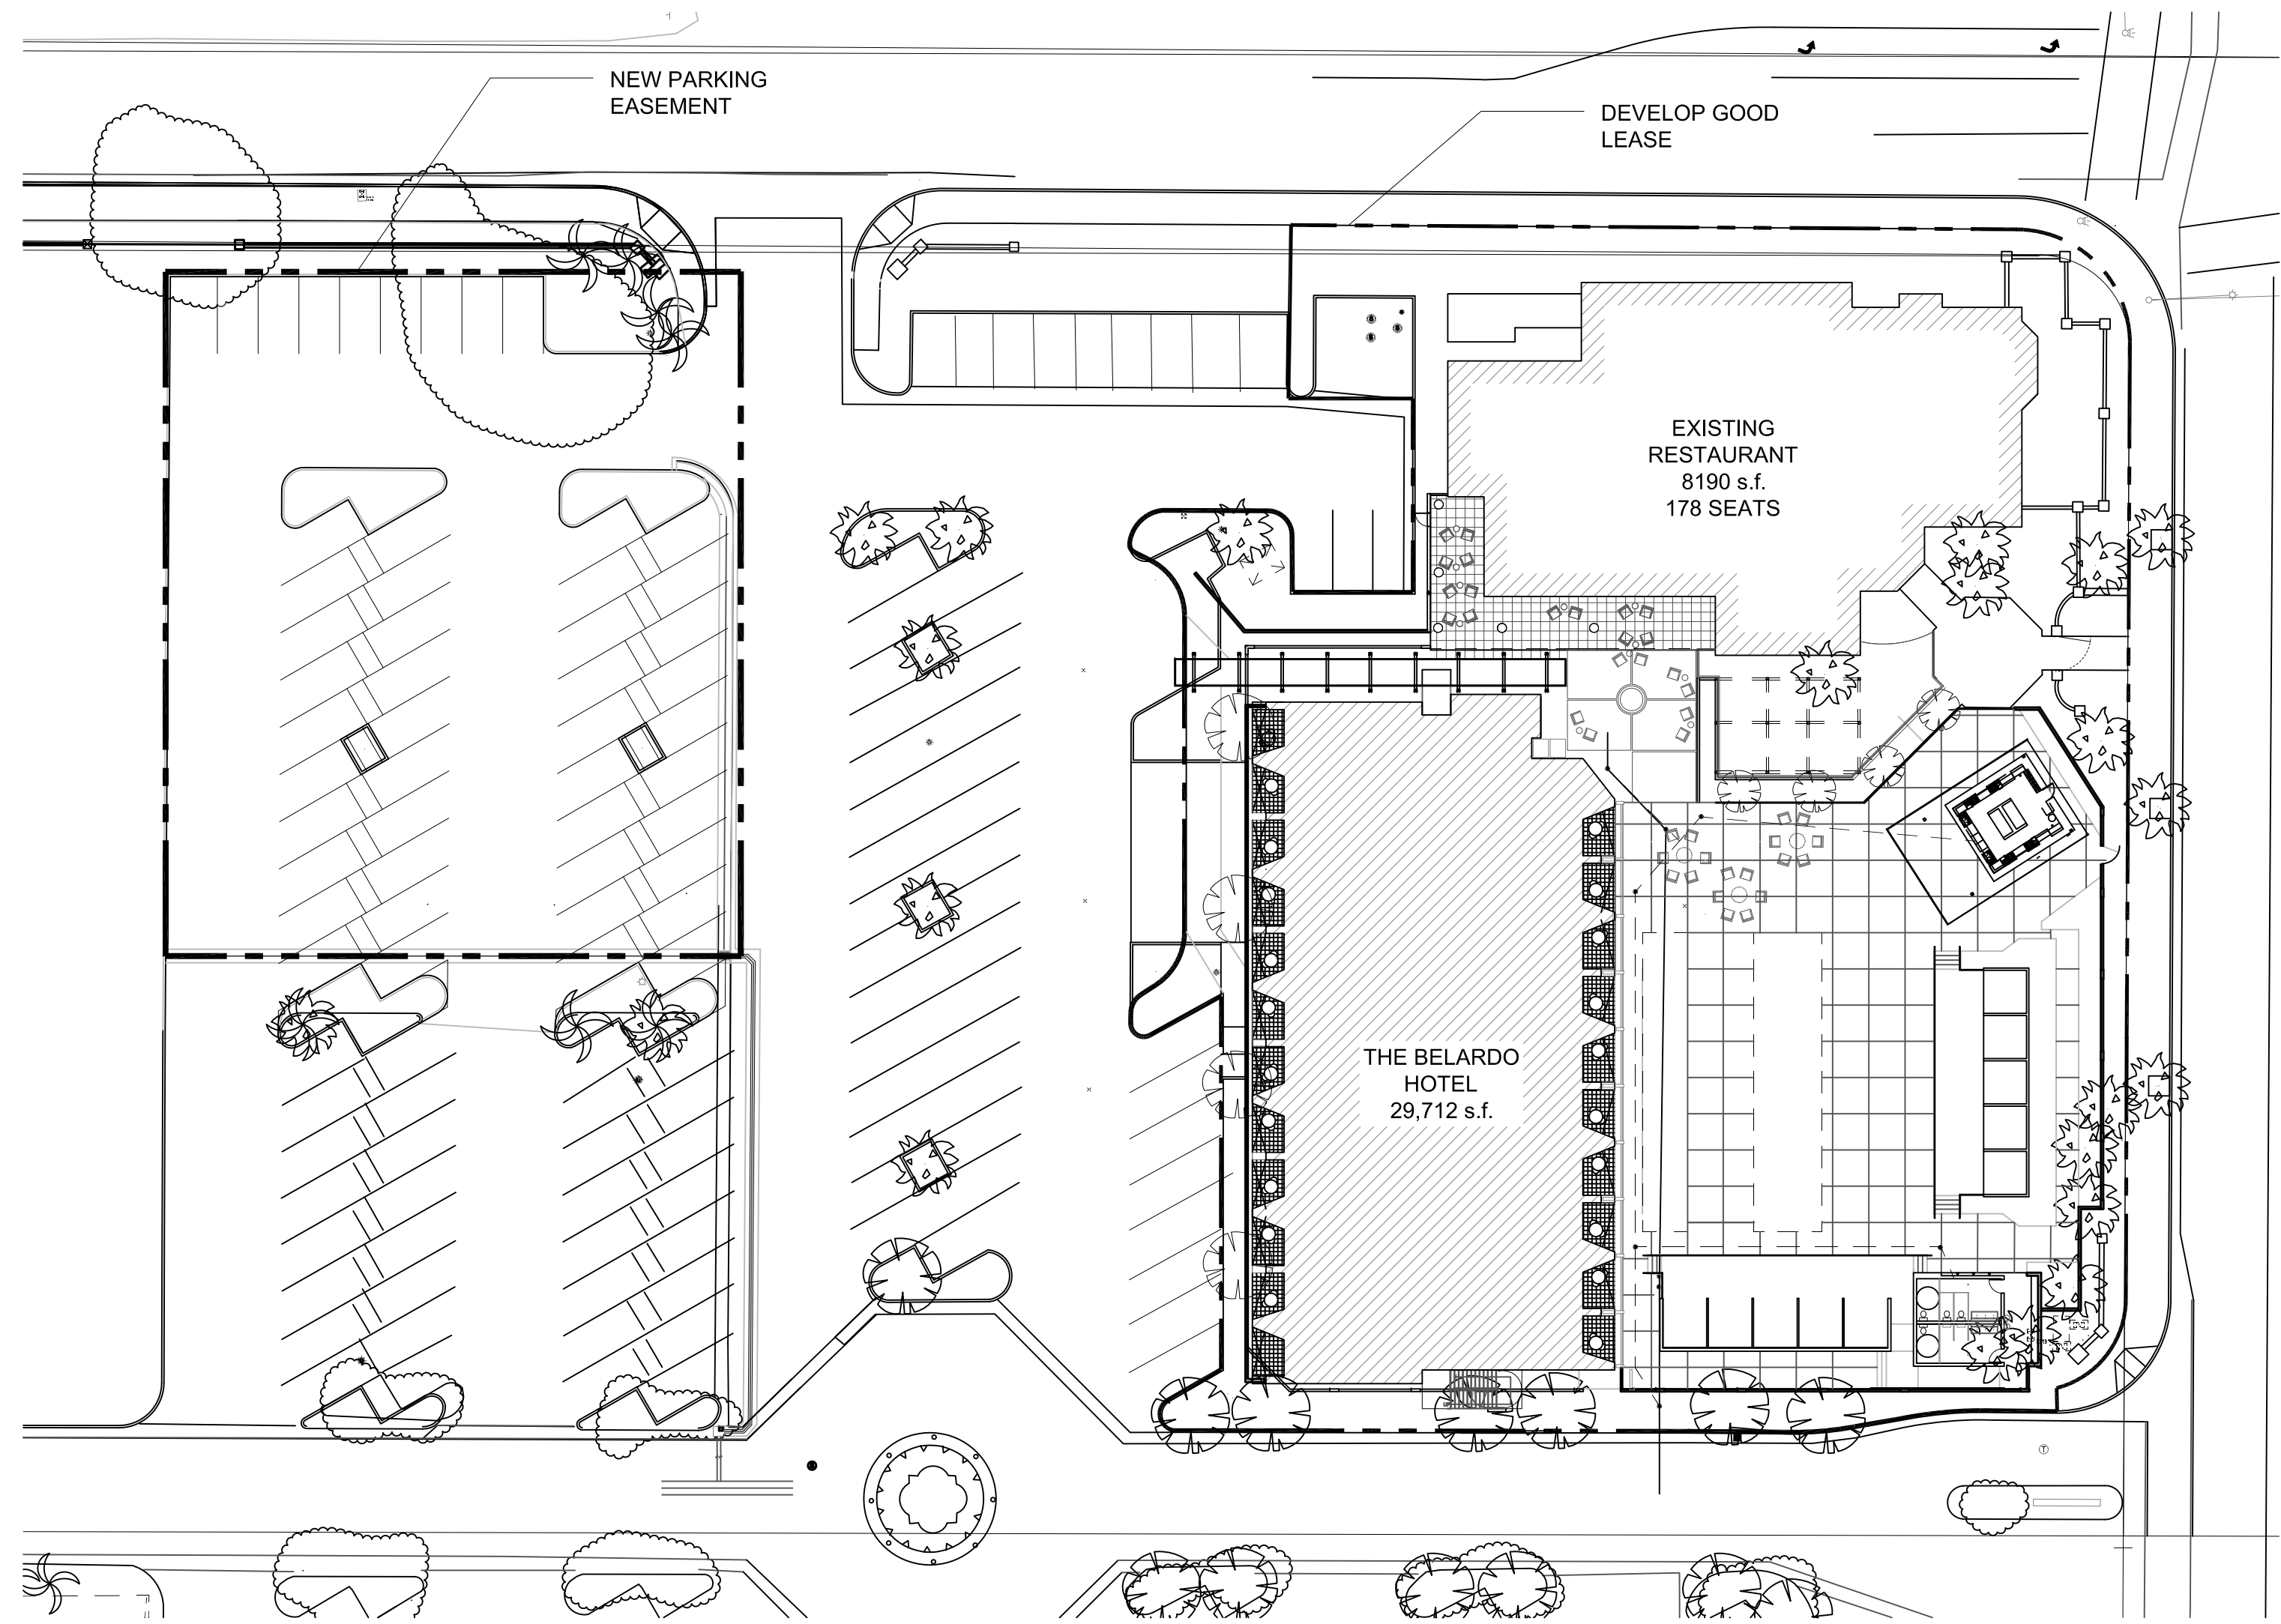 NEW PARKING
EASEMENT
DEVELOP GOOD
LEASE
EXISTING
RESTAURANT
8190 s.f.
178 SEATS
THE BELARDO
HOTEL
29,712 s.f.